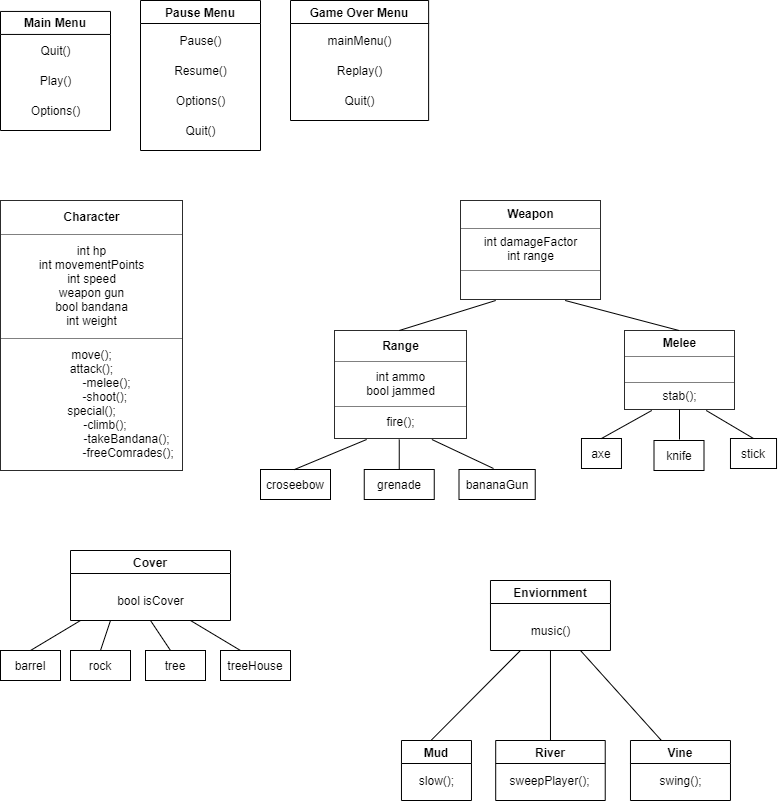 Main Menu
Quit()
Play()
Options()
Pause Menu
Pause()
Resume()
Options()
Quit()
Game Over Menu
mainMenu()
Replay()
Quit()
Character
int hp
int movementPoints
int speed
weapon gun
bool bandana
int weight
move();
attack();
-melee();
-shoot();
special();
-climb();
-takeBandana();
-freeComrades();
Weapon
int damageFactor
int range
Range
int ammo
bool jammed
fire();
Melee
stab();
croseebow
grenade
bananaGun
axe
knife
stick
Cover
bool isCover
barrel
rock
tree
treeHouse
Enviornment
music()
Mud
slow();
River
sweepPlayer();
Vine
swing();